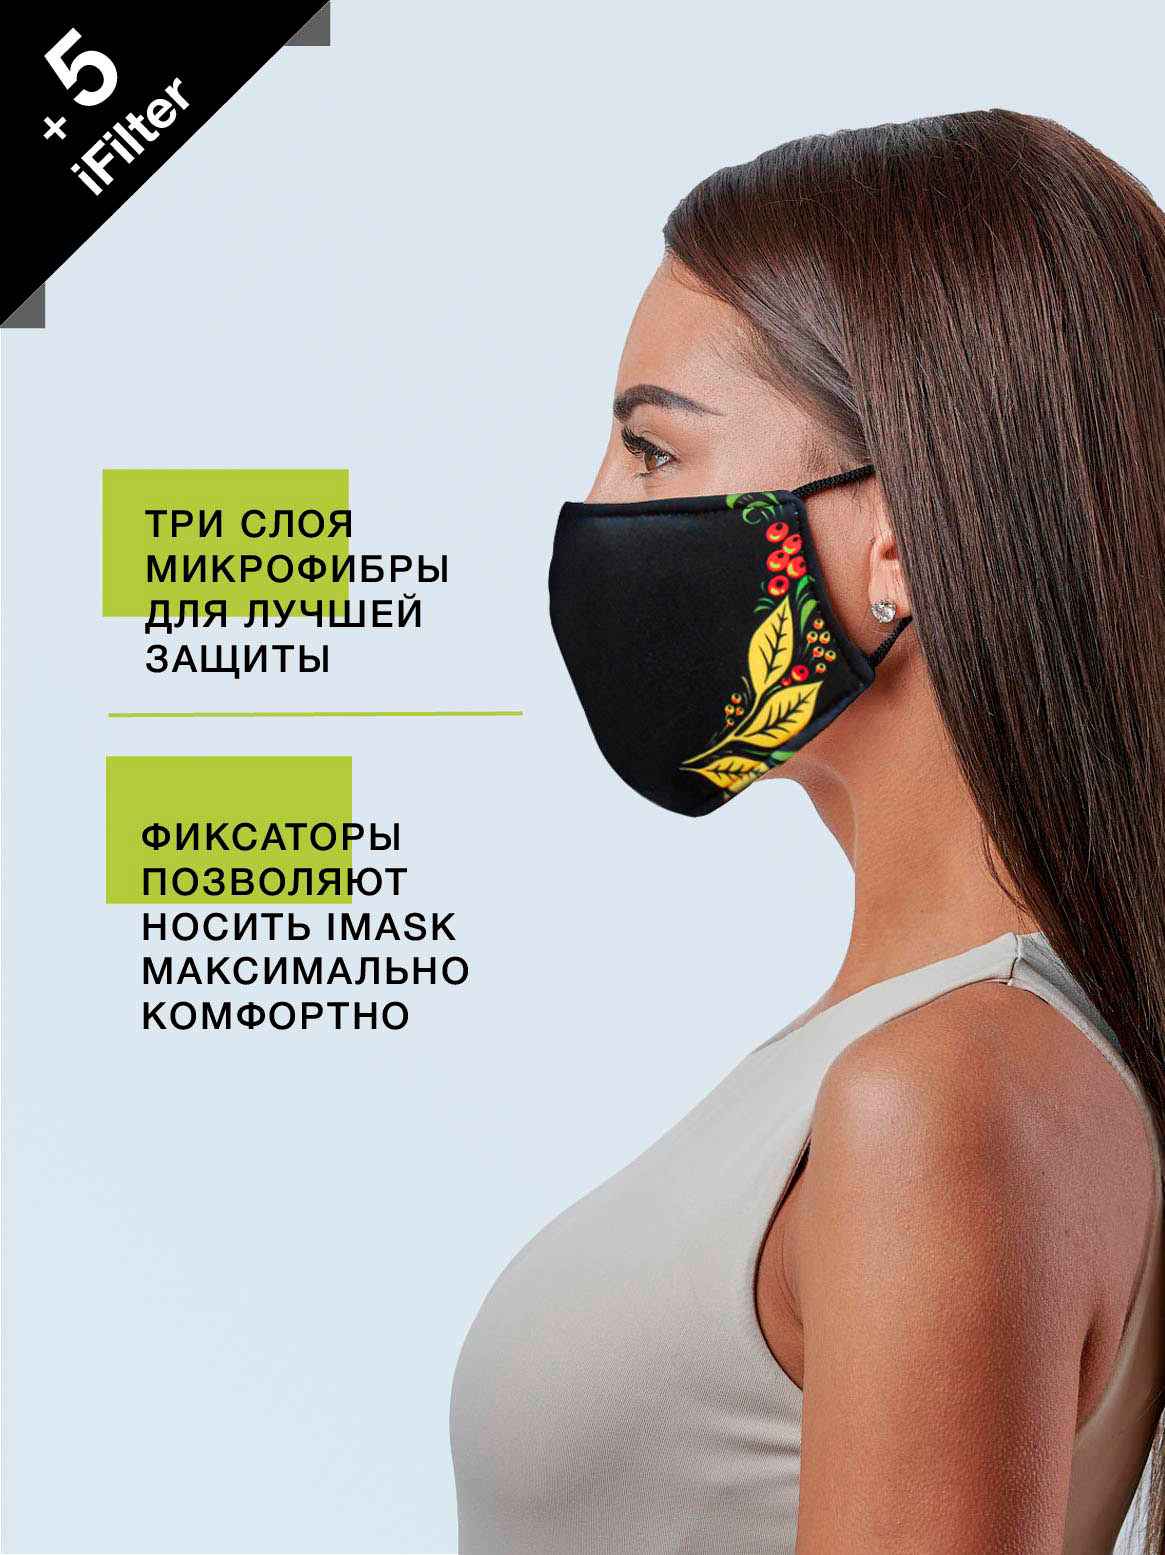 +5
iFilter
ТРИ СЛОЯ
МИКРОФИБРЫ
ДЛЯ ЛУЧШЕЙ
ЗАЩИТЫ
ФИКСАТОРЫ
ПОЗВОЛЯЮТ
НОСИТЬ IMASK
МАКСИМАЛЬНО
КОМФОРТНО